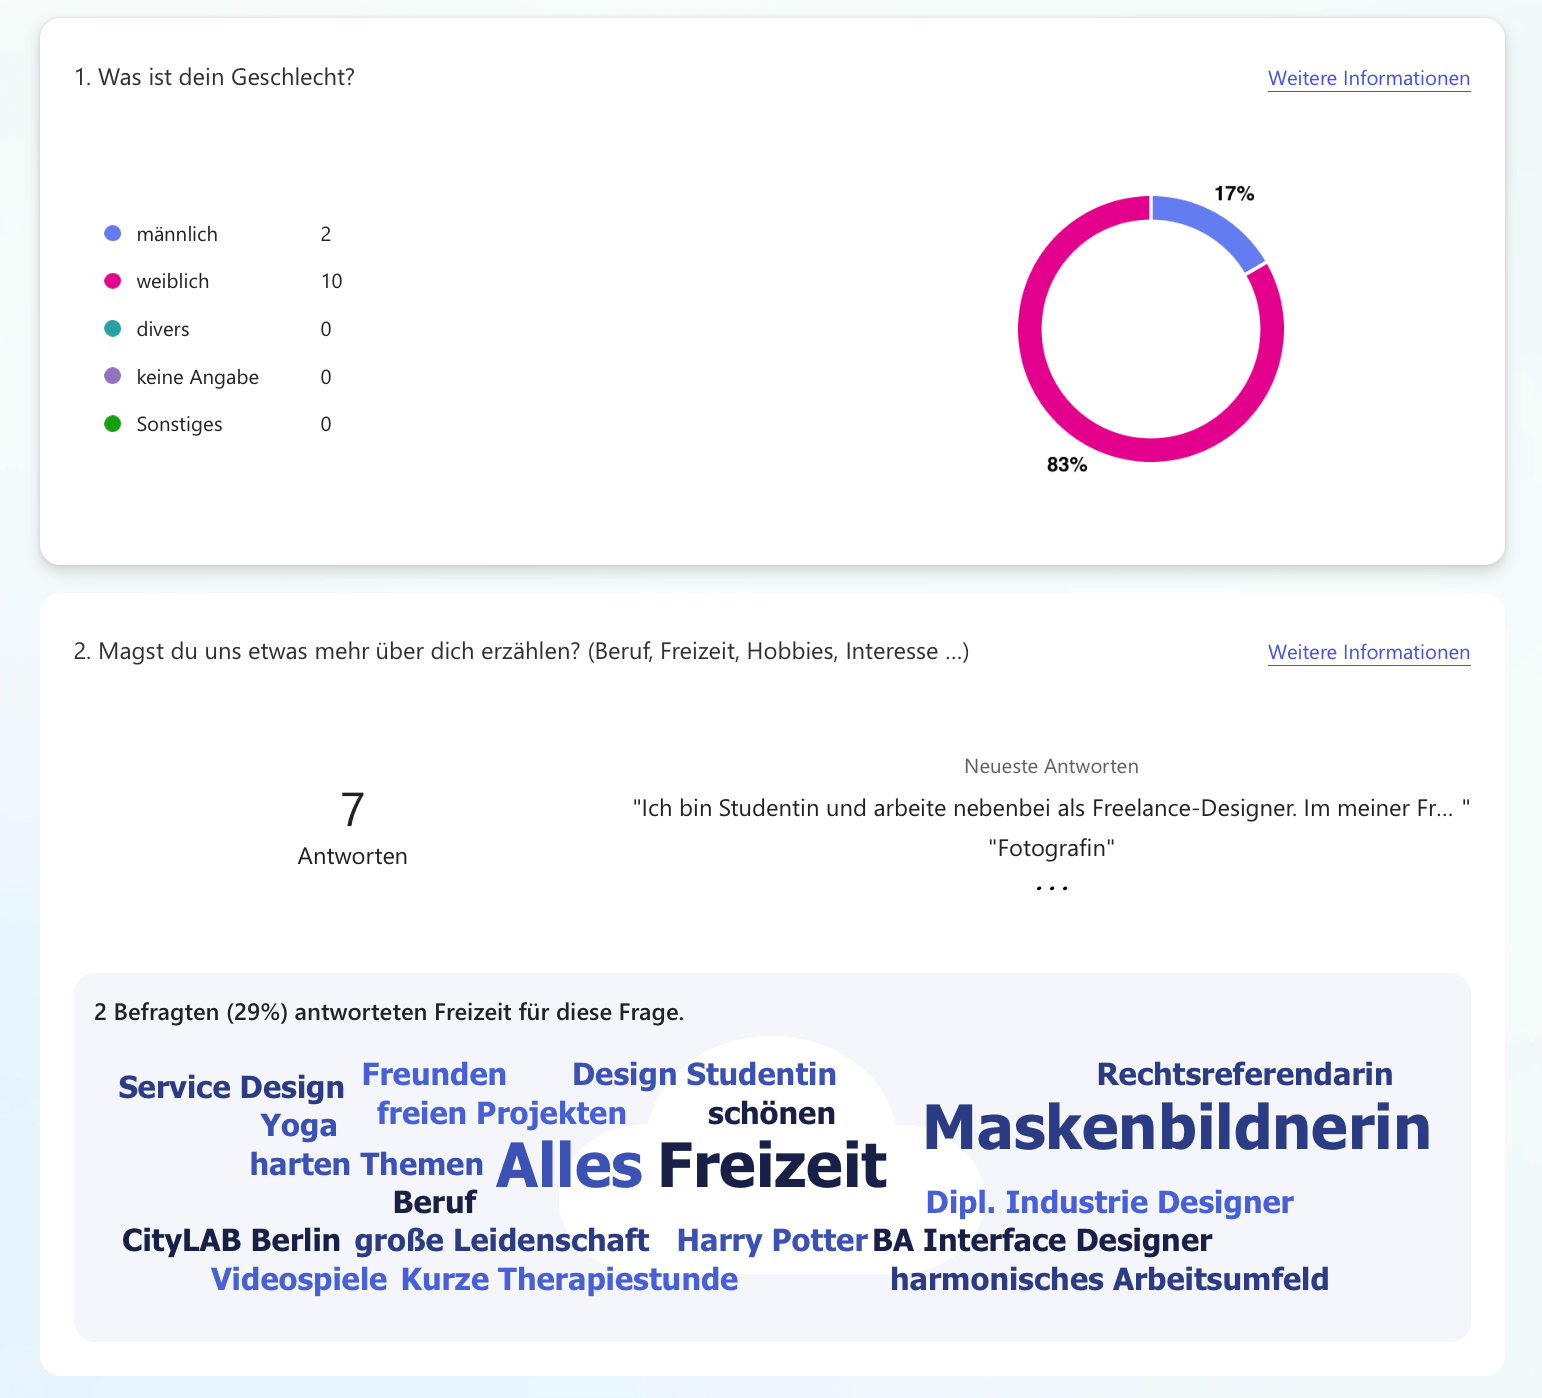 1. Was ist dein Geschlecht?
Weitere Informationen
männlich 2
weiblich 10
divers 0
keine Angabe 0
Sonstiges 0
17%
83%
2. Magst du uns etwas mehr über dich erzählen? (Beruf, Freizeit, Hobbies, Interesse ...)
Weitere Informationen
7
Antworten
Neueste Antworten
"Ich bin Studentin und arbeite nebenbei als Freelance-Designer. Im meiner Fr... "
"Fotografin"
...
2 Befragten (29%) antworteten Freizeit für diese Frage.
Service Design
Freunden
Design Studentin
Rechtsreferendarin
Yoga
freien Projekten
schönen
Maskenbildnerin
harten Themen
Alles
Freizeit
Beruf
Dipl. Industrie Designer
CityLAB Berlin
große Leidenschaft
Harry Potter
BA Interface Designer
Videospiele
Kurze Therapiestunde
harmonisches Arbeitsumfeld